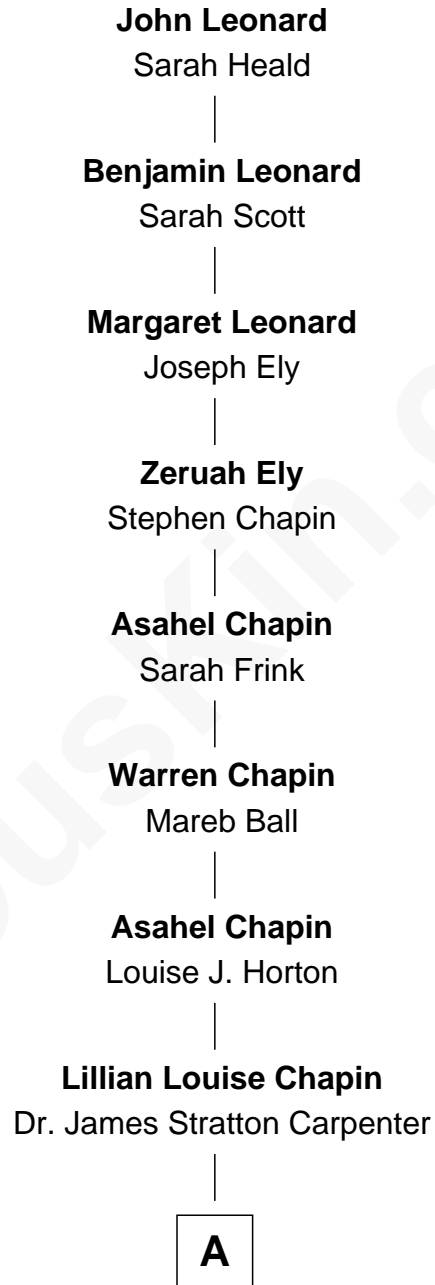 John Leonard
Sarah Heald
Benjamin Leonard
Sarah Scott
Margaret Leonard
Joseph Ely
Zeruah Ely
Stephen Chapin
Asahel Chapin
Sarah Frink
Warren Chapin
Mareb Ball
Asahel Chapin
Louise J. Horton
Lillian Louise Chapin
Dr. James Stratton Carpenter
A